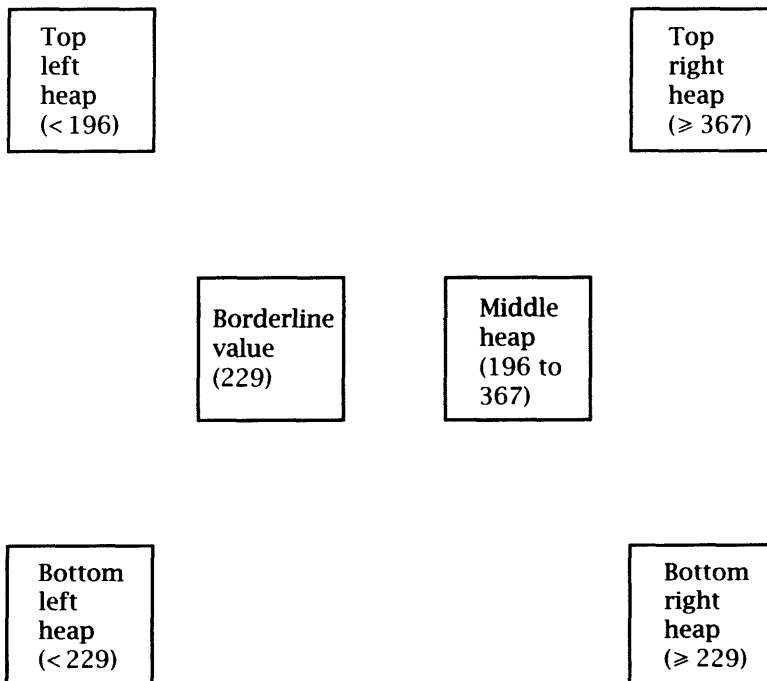 Top
left
heap
(< 196)
Top
right
heap
(⩾ 367)
Borderline
value
(229)
Middle
heap
(196 to
367)
Bottom
left
heap
(< 229)
Bottom
right
heap
(⩾ 229)